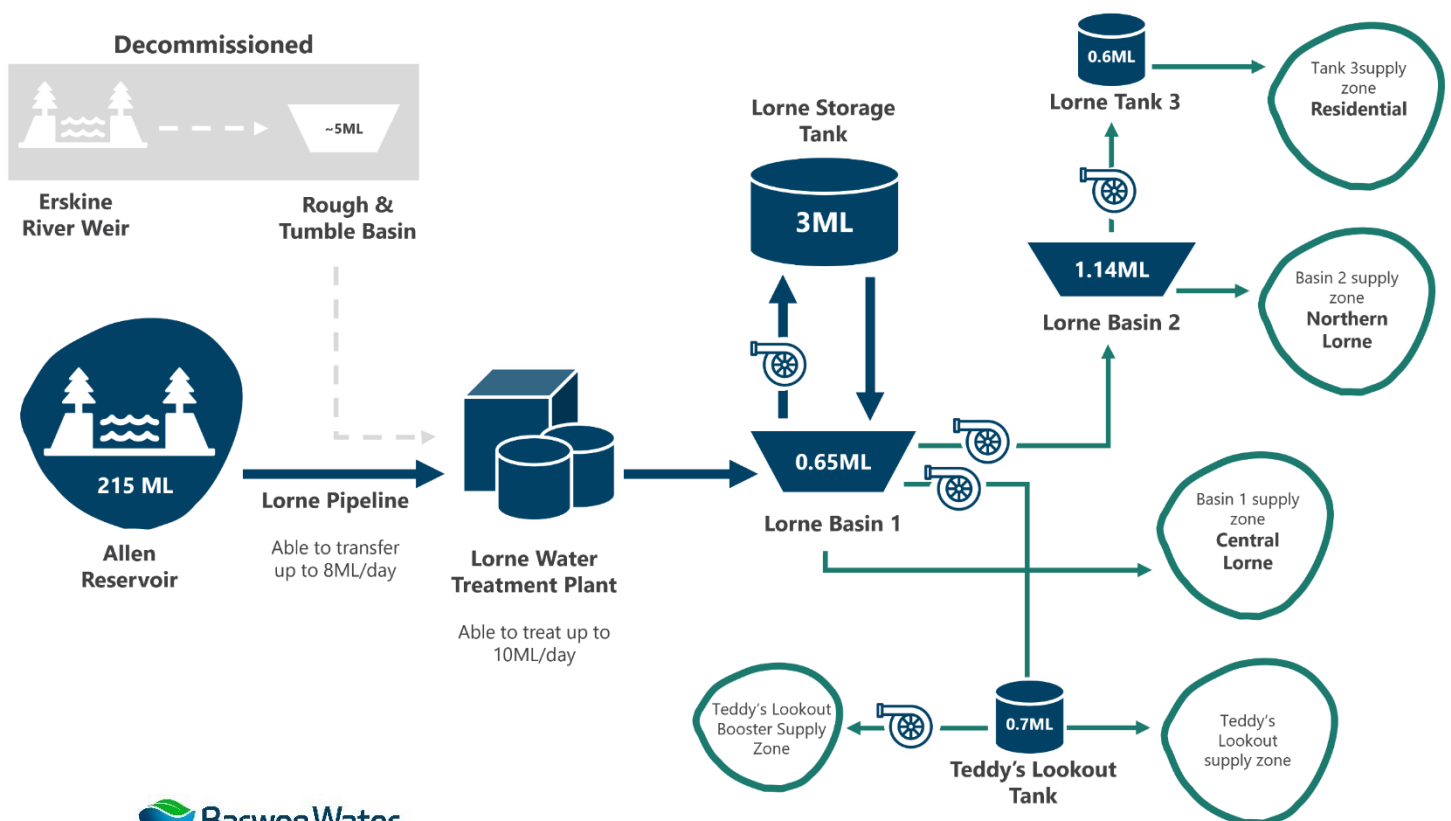 Decommissioned
~5ML
Erskine
River Weir
Rough &
Tumble Basin
215 ML
Allen
Reservoir
Lorne Pipeline
Able to transfer
up to 8ML/day
Lorne Water
Treatment Plant
Able to treat up to
10ML/day
Lorne Storage
Tank
3ML
0.65ML
Lorne Basin 1
0.6ML
Lorne Tank 3
Tank 3supply
zone
Residential
1.14ML
Lorne Basin 2
Basin 2 supply
zone
Northern
Lorne
Basin 1 supply
zone
Central
Lorne
Teddy's Lookout
Booster Supply
Zone
0.7ML
Teddy's Lookout
Tank
Teddy's
Lookout
supply zone
Barwon Water